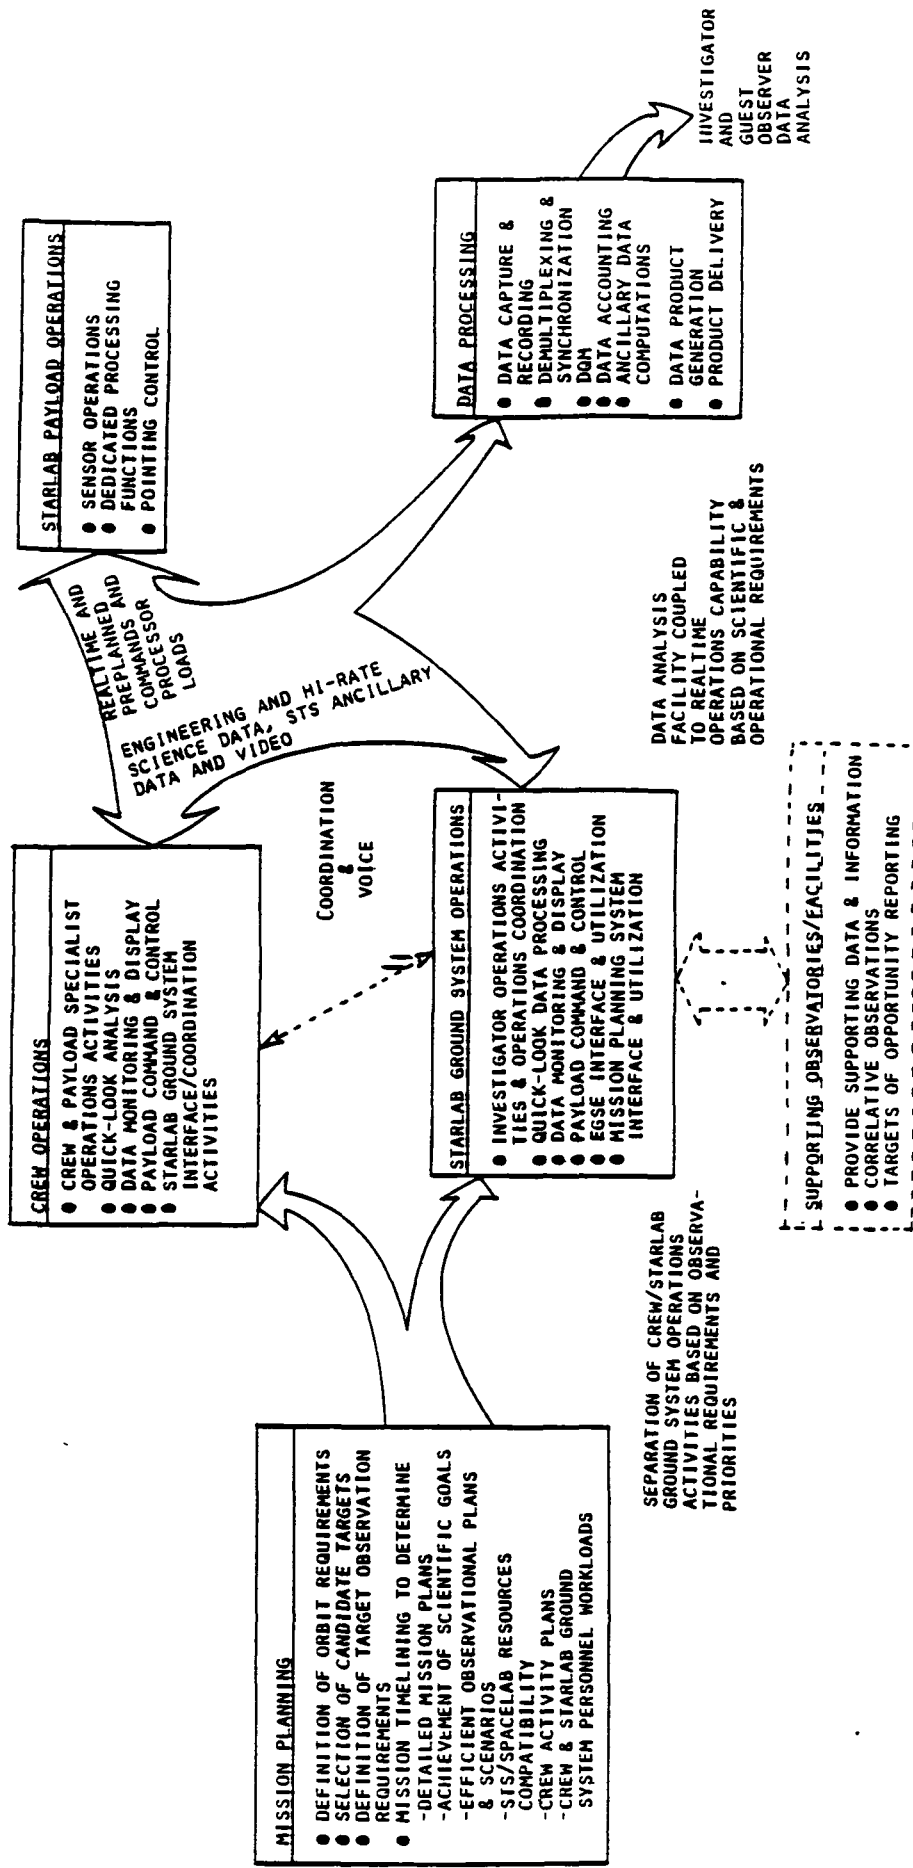 MISSION PLANNING
● DEFINITION OF ORBIT REQUIREMENTS
● SELECTION OF CANDIDATE TARGETS
● DEFINITION OF TARGET OBSERVATION
REQUIREMENTS
● MISSION TIMELINING TO DETERMINE
-DETAILED MISSION PLANS
-ACHIEVEMENT OF SCIENTIFIC GOALS
-EFFICIENT OBSERVATIONAL PLANS
& SCENARIOS
-STS/SPACELAB RESOURCES
COMPATIBILITY
-CREW ACTIVITY PLANS
-CREW & STARLAB GROUND
SYSTEM PERSONNEL WORKLOADS
SEPARATION OF CREW/STARLAB
GROUND SYSTEM OPERATIONS
ACTIVITIES BASED ON OBSERVA-
TIONAL REQUIREMENTS AND
PRIORITIES
CREW OPERATIONS
● CREW & PAYLOAD SPECIALIST
OPERATIONS ACTIVITIES
● QUICK-LOOK ANALYSIS
● DATA MONITORING & DISPLAY
● PAYLOAD COMMAND & CONTROL
● STARLAB GROUND SYSTEM
INTERFACE/COORDINATION
ACTIVITIES
COORDINATION
&
VOICE
STARLAB GROUND SYSTEM OPERATIONS
● INVESTIGATOR OPERATIONS ACTIVI-
TIES & OPERATIONS COORDINATION
● QUICK-LOOK DATA PROCESSING
● DATA MONITORING & DISPLAY
● PAYLOAD COMMAND & CONTROL
● EGSE INTERFACE & UTILIZATION
● MISSION PLANNING SYSTEM
INTERFACE & UTILIZATION
SUPPORTING OBSERVATORIES/FACILITIES
● PROVIDE SUPPORTING DATA & INFORMATION
● CORRELATIVE OBSERVATIONS
● TARGETS OF OPPORTUNITY REPORTING
REALTIME AND
PREPLANNED
COMMANDS AND
PROCESSOR
LOADS
ENGINEERING AND HI-RATE
SCIENCE DATA, STS ANCILLARY
DATA AND VIDEO
STARLAB PAYLOAD OPERATIONS
● SENSOR OPERATIONS
● DEDICATED PROCESSING
FUNCTIONS
● POINTING CONTROL
DATA ANALYSIS
FACILITY COUPLED
TO REALTIME
OPERATIONS CAPABILITY
BASED ON SCIENTIFIC &
OPERATIONAL REQUIREMENTS
DATA PROCESSING
● DATA CAPTURE &
RECORDING
● DEMULTIPLEXING &
SYNCHRONIZATION
● DQM
● DATA ACCOUNTING
● ANCILLARY DATA
COMPUTATIONS
● DATA PRODUCT
GENERATION
● PRODUCT DELIVERY
INVESTIGATOR
AND
GUEST
OBSERVER
DATA
ANALYSIS